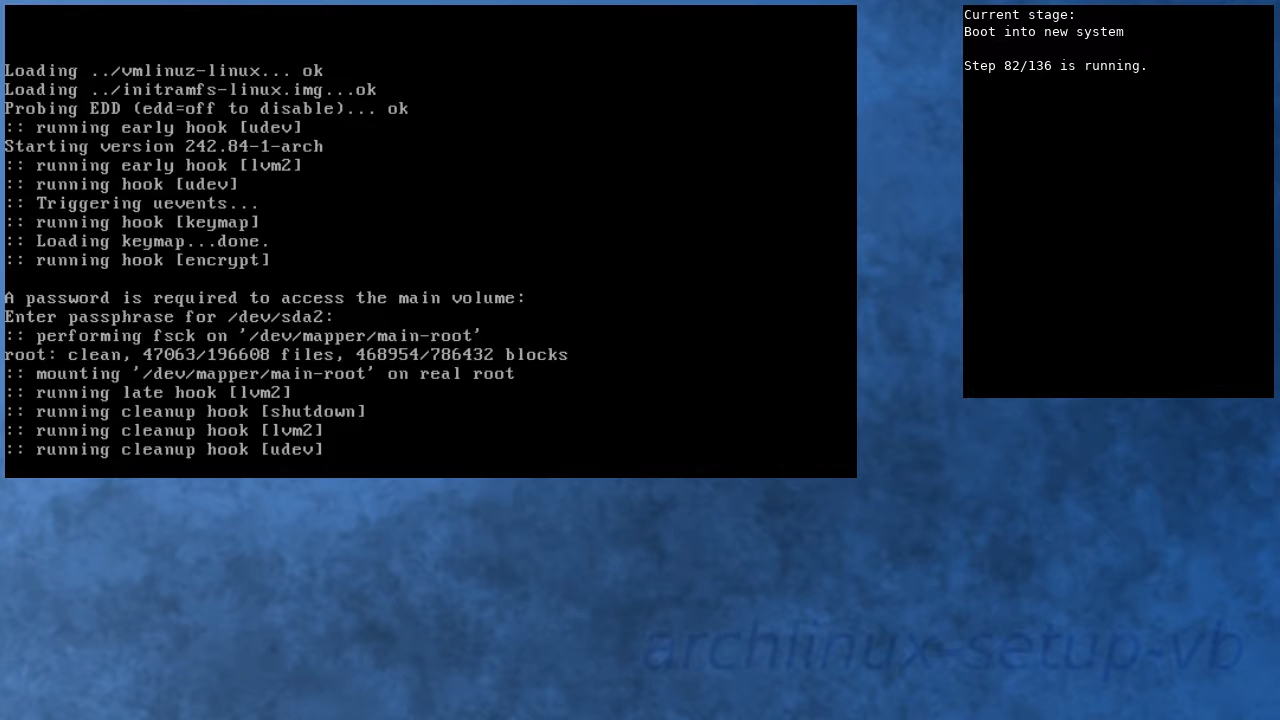 Loading ../vmlinuz-linux... ok
Loading ../initramfs-linux.img...ok
Probing EDD (edd=off to disable)... ok
:: running early hook [udev]
Starting version 242.84-1-arch
:: running early hook [lvm2]
:: running hook [udev]
:: Triggering uevents...
:: running hook [keymap]
:: Loading keymap...done.
:: running hook [encrypt]
A password is required to access the main volume:
Enter passphrase for /dev/sda2:
:: performing fsck on '/dev/mapper/main-root'
root: clean, 47063/196608 files, 468954/786432 blocks
:: mounting '/dev/mapper/main-root' on real root
:: running late hook [lvm2]
:: running cleanup hook [shutdown]
:: running cleanup hook [lvm2]
:: running cleanup hook [udev]
Current stage:
Boot into new system
Step 82/136 is running.
archlinux-setup-vb